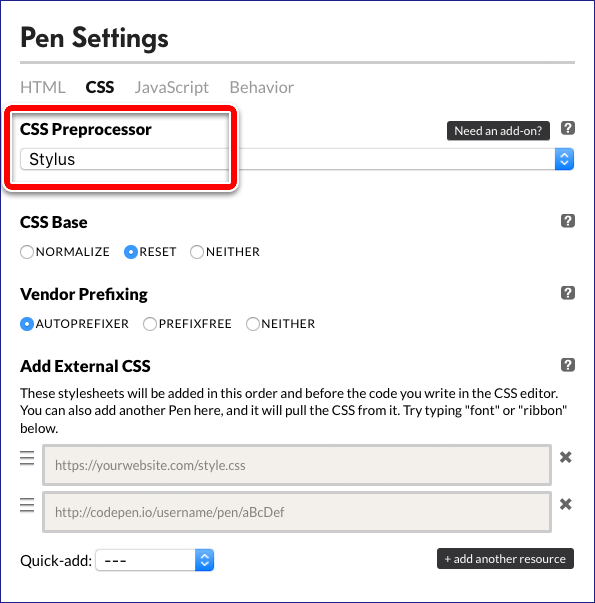 Pen Settings
HTML CSS JavaScript Behavior
CSS Preprocessor Need an add-on? ?
Stylus
CSS Base ?
NORMALIZE RESET NEITHER
Vendor Prefixing ?
AUTOPREFIXER PREFIXFREE NEITHER
Add External CSS ?
These stylesheets will be added in this order and before the code you write in the CSS editor.
You can also add another Pen here, and it will pull the CSS from it. Try typing "font" or "ribbon"
below.
https://yourwebsite.com/style.css
http://codepen.io/username/pen/aBcDef
Quick-add: --- + add another resource